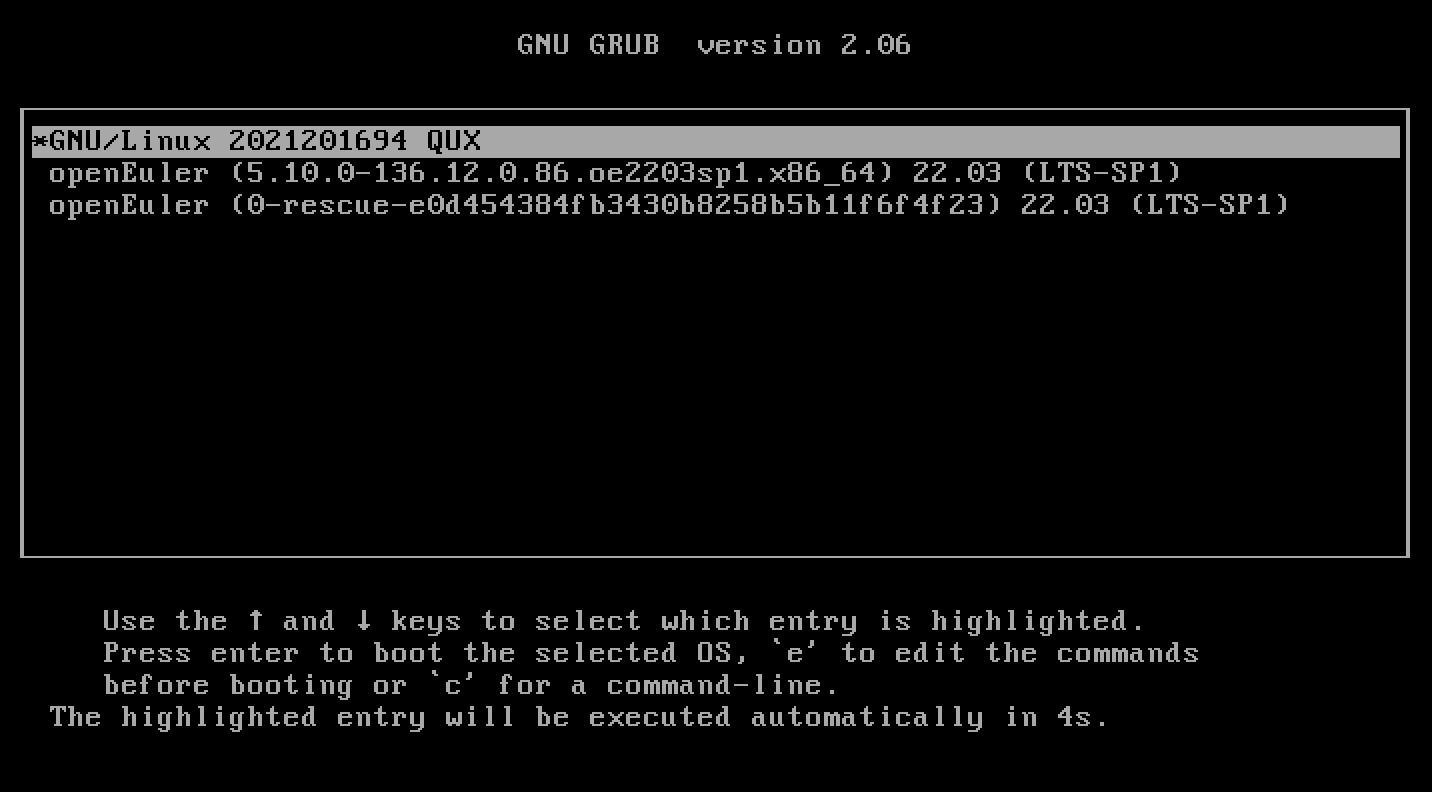 GNU GRUB  version 2.06
*GNU/Linux 2021201694 QUX
openEuler (5.10.0-136.12.0.86.oe2203sp1.x86_64) 22.03 (LTS-SP1)
openEuler (0-rescue-e0d454384fb3430b8258b5b11f6f4f23) 22.03 (LTS-SP1)
Use the ↑ and ↓ keys to select which entry is highlighted.
Press enter to boot the selected OS, `e' to edit the commands
before booting or `c' for a command-line.
The highlighted entry will be executed automatically in 4s.